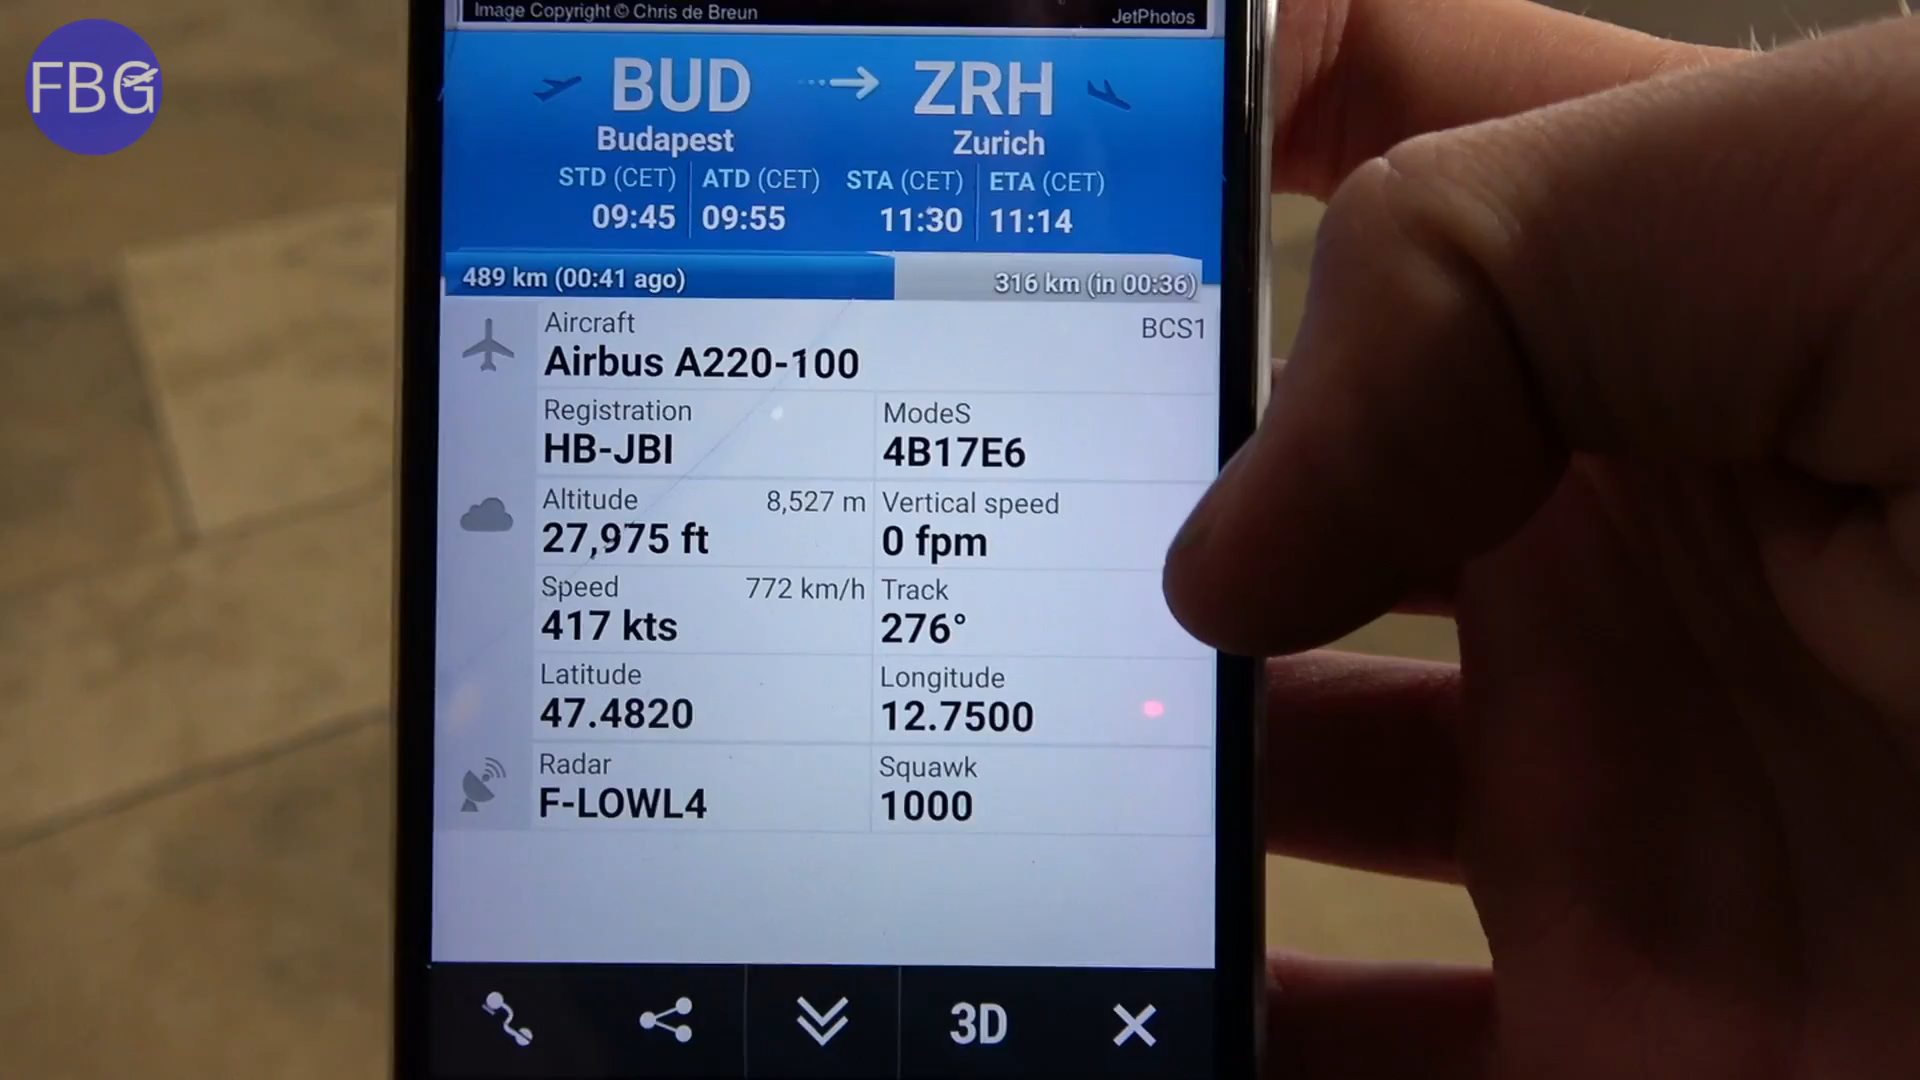 FBG
Image Copyright © Chris de Breun JetPhotos
BUD ZRH
Budapest Zurich
STD (CET) ATD (CET) STA (CET) ETA (CET)
09:45 09:55 11:30 11:14
489 km (00:41 ago) 316 km (in 00:36)
Aircraft BCS1
Airbus A220-100
Registration ModeS
HB-JBI 4B17E6
Altitude 8,527 m Vertical speed
27,975 ft 0 fpm
Speed 772 km/h Track
417 kts 276°
Latitude Longitude
47.4820 12.7500
Radar Squawk
F-LOWL4 1000
3D